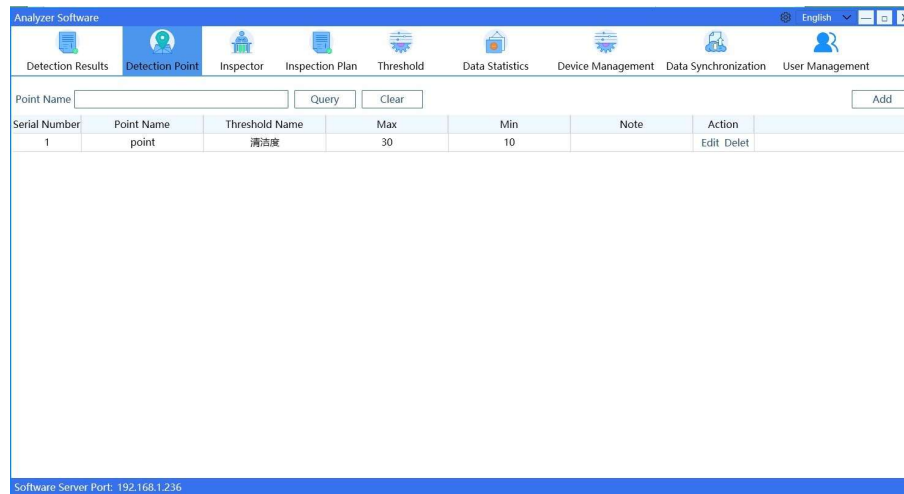 Analyzer Software English
Detection Results Detection Point Inspector Inspection Plan Threshold Data Statistics Device Management Data Synchronization User Management
Point Name Query Clear Add
Serial Number Point Name Threshold Name Max Min Note Action
1 point 清洁度 30 10 Edit Delet
Software Server Port: 192.168.1.236